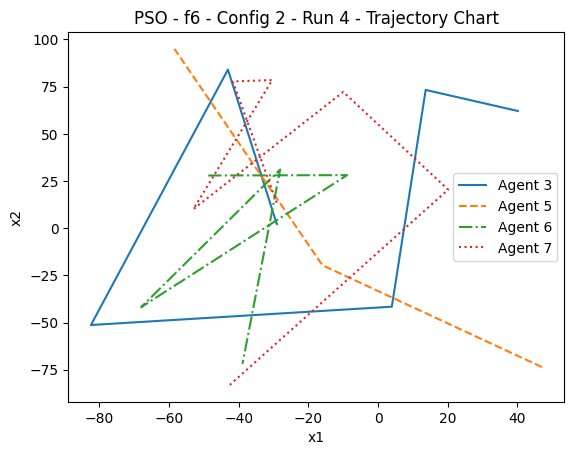 PSO - f6 - Config 2 - Run 4 - Trajectory Chart
100
75
50
25
0
−25
−50
−75
x2
Agent 3
Agent 5
Agent 6
Agent 7
−80 −60 −40 −20 0 20 40
x1